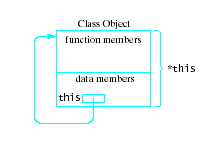 Class Object
function members
*this
data members
this